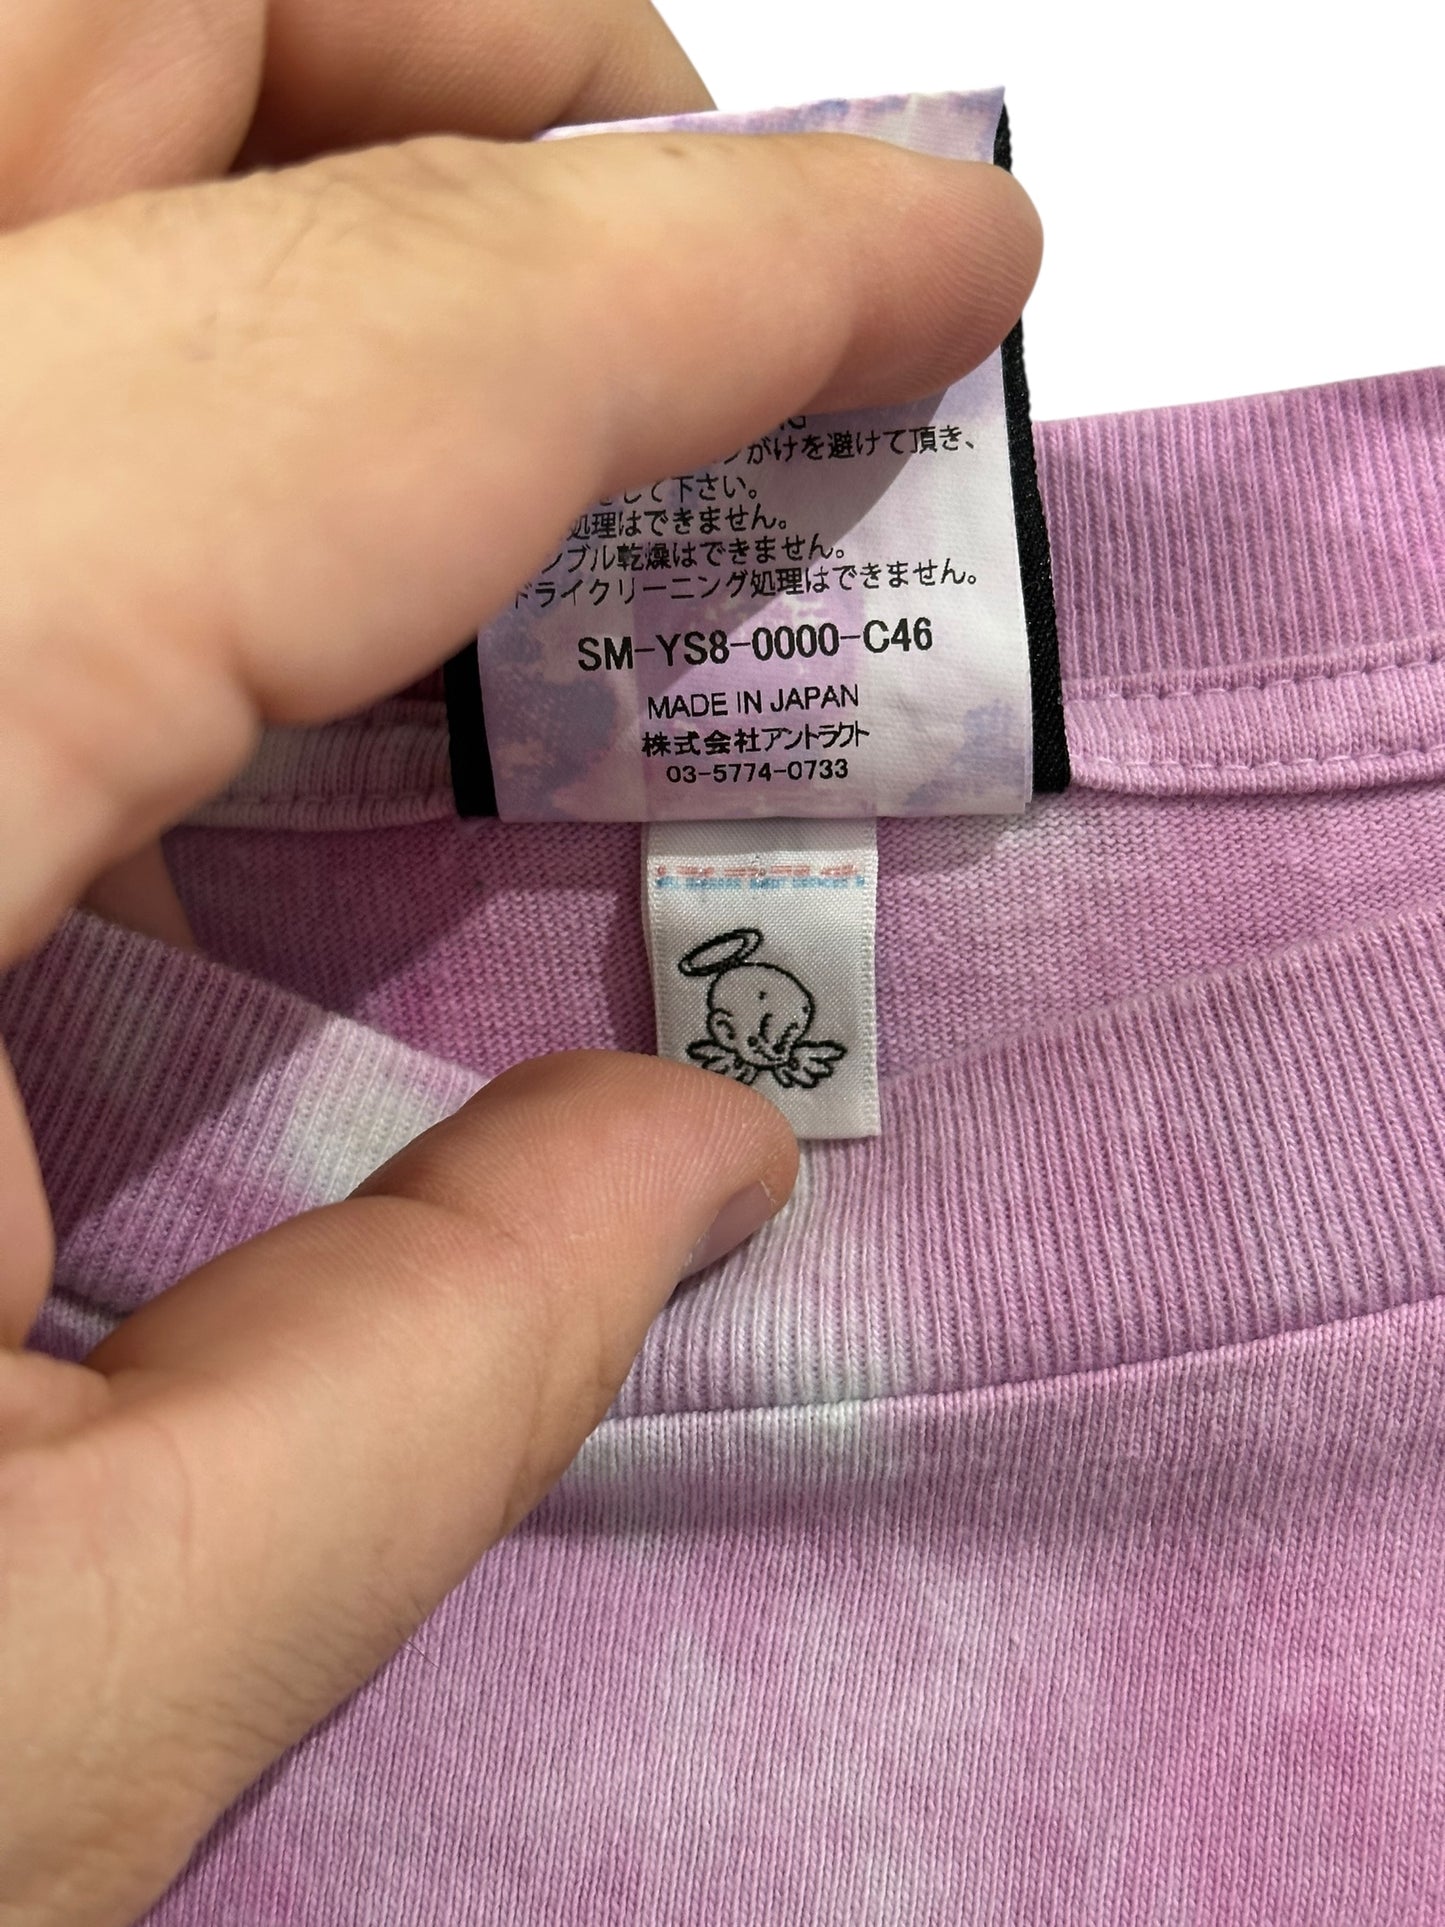 がけを避けて頂き、
して下さい。
処理はできません。
ンブル乾燥はできません。
ドライクリーニング処理はできません。
SM-YS8-0000-C46
MADE IN JAPAN
株式会社アントラクト
03-5774-0733